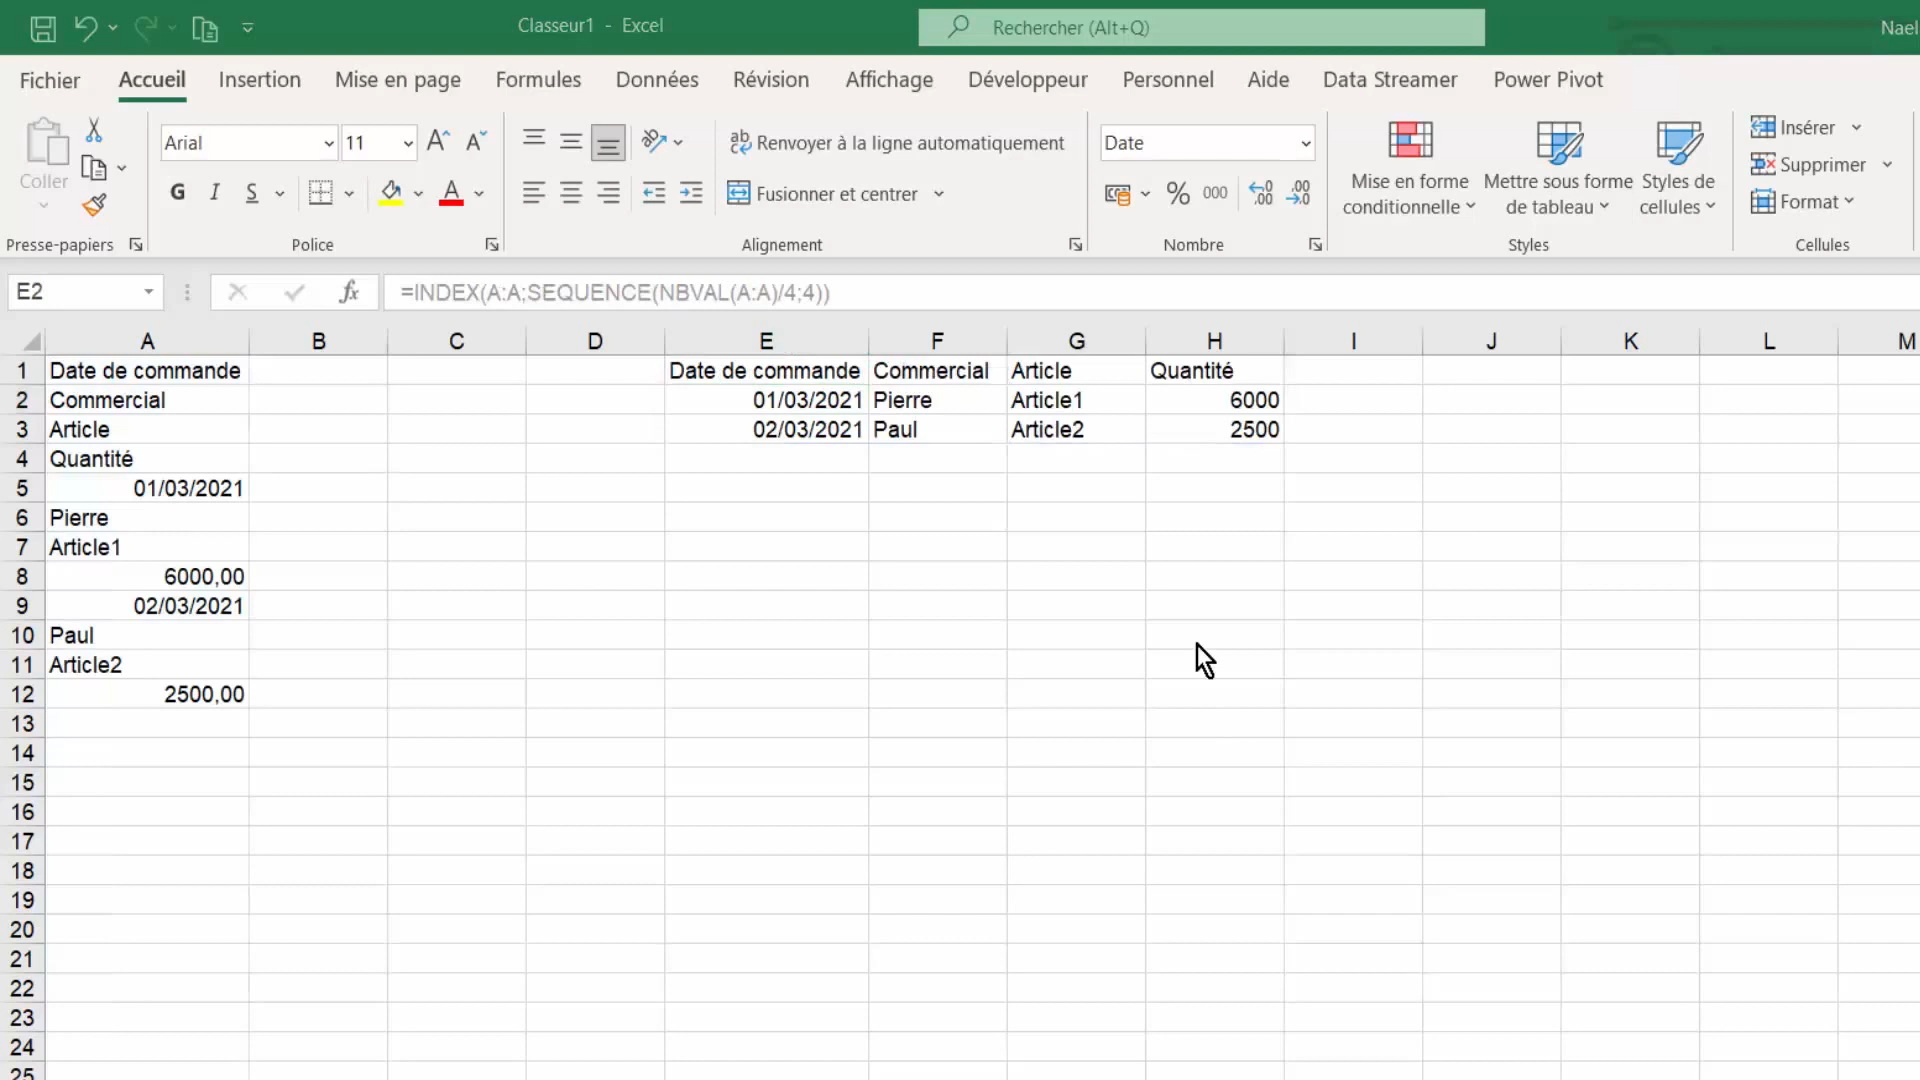 Classeur1 - Excel
Rechercher (Alt+Q)
Nael
Fichier Accueil Insertion Mise en page Formules Données Révision Affichage Développeur Personnel Aide Data Streamer Power Pivot
Coller
Presse-papiers
Arial 11
G I S A
Police
Renvoyer à la ligne automatiquement
Fusionner et centrer
Alignement
Date
% 000
Nombre
Mise en forme conditionnelle
Mettre sous forme de tableau
Styles de cellules
Styles
Insérer
Supprimer
Format
Cellules
E2 fx =INDEX(A:A;SEQUENCE(NBVAL(A:A)/4;4))
A B C D E F G H I J K L M
1 Date de commande Date de commande Commercial Article Quantité
2 Commercial 01/03/2021 Pierre Article1 6000
3 Article 02/03/2021 Paul Article2 2500
4 Quantité
5 01/03/2021
6 Pierre
7 Article1
8 6000,00
9 02/03/2021
10 Paul
11 Article2
12 2500,00
13
14
15
16
17
18
19
20
21
22
23
24
25